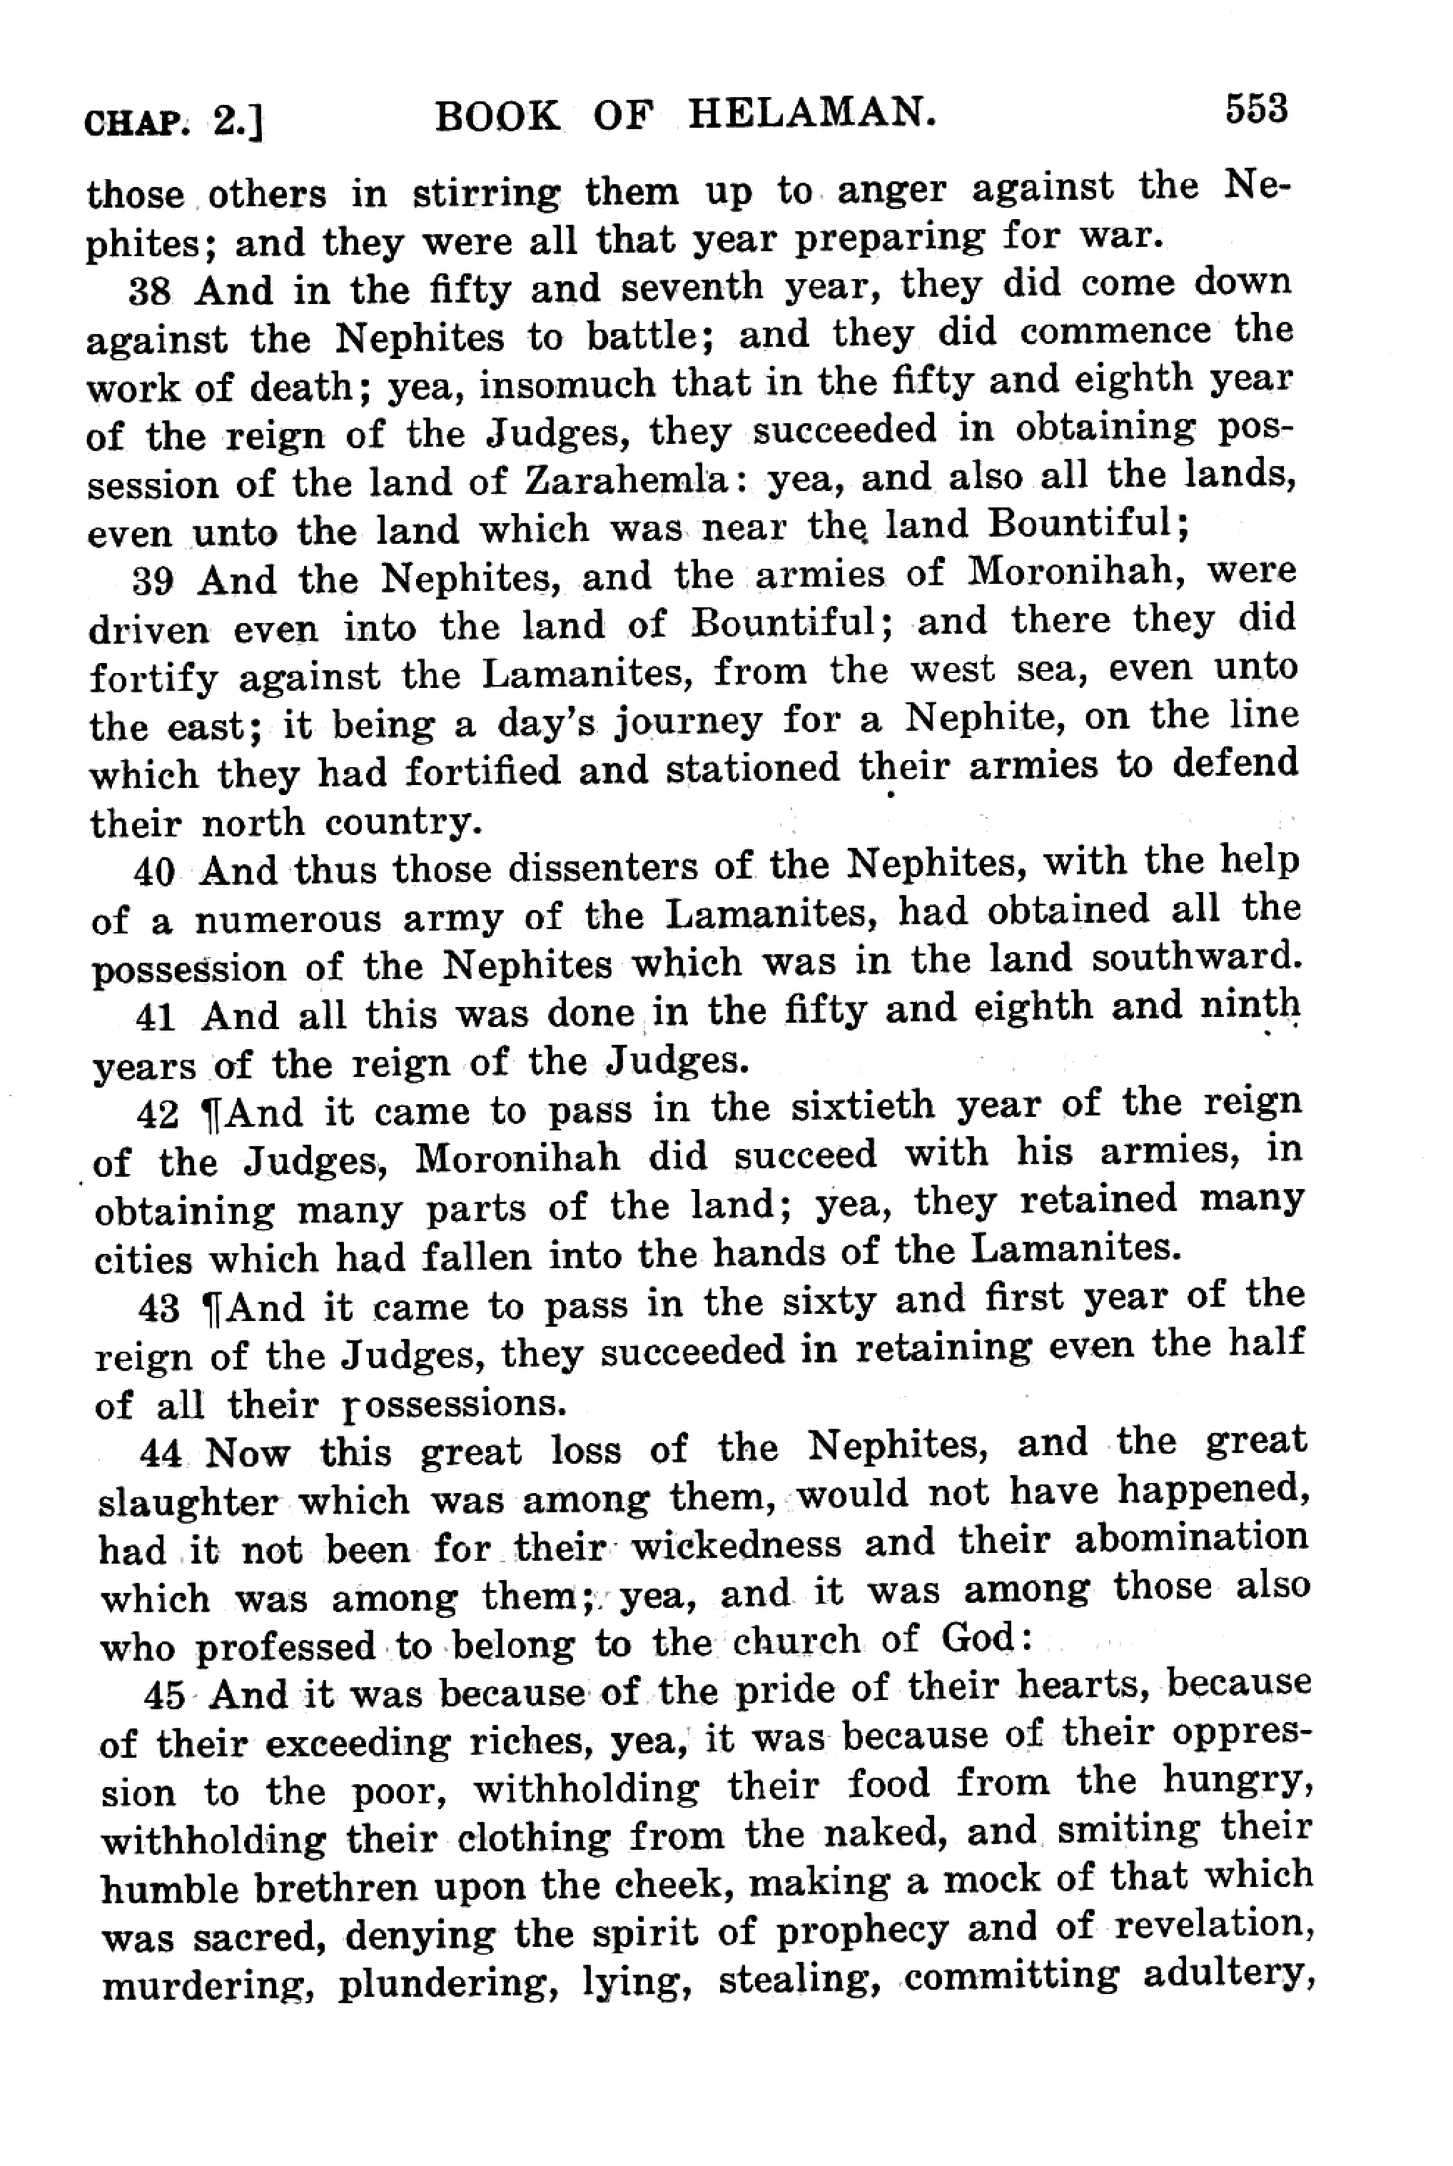 CHAP. 2.] BOOK OF HELAMAN. 553
those others in stirring them up to anger against the Ne-
phites; and they were all that year preparing for war.
38 And in the fifty and seventh year, they did come down
against the Nephites to battle; and they did commence the
work of death; yea, insomuch that in the fifty and eighth year
of the reign of the Judges, they succeeded in obtaining pos-
session of the land of Zarahemla: yea, and also all the lands,
even unto the land which was near the land Bountiful;
39 And the Nephites, and the armies of Moronihah, were
driven even into the land of Bountiful; and there they did
fortify against the Lamanites, from the west sea, even unto
the east; it being a day's journey for a Nephite, on the line
which they had fortified and stationed their armies to defend
their north country.
40 And thus those dissenters of the Nephites, with the help
of a numerous army of the Lamanites, had obtained all the
possession of the Nephites which was in the land southward.
41 And all this was done in the fifty and eighth and ninth
years of the reign of the Judges.
42 ¶And it came to pass in the sixtieth year of the reign
of the Judges, Moronihah did succeed with his armies, in
obtaining many parts of the land; yea, they retained many
cities which had fallen into the hands of the Lamanites.
43 ¶And it came to pass in the sixty and first year of the
reign of the Judges, they succeeded in retaining even the half
of all their possessions.
44 Now this great loss of the Nephites, and the great
slaughter which was among them, would not have happened,
had it not been for their wickedness and their abomination
which was among them; yea, and it was among those also
who professed to belong to the church of God:
45 And it was because of the pride of their hearts, because
of their exceeding riches, yea, it was because of their oppres-
sion to the poor, withholding their food from the hungry,
withholding their clothing from the naked, and smiting their
humble brethren upon the cheek, making a mock of that which
was sacred, denying the spirit of prophecy and of revelation,
murdering, plundering, lying, stealing, committing adultery,